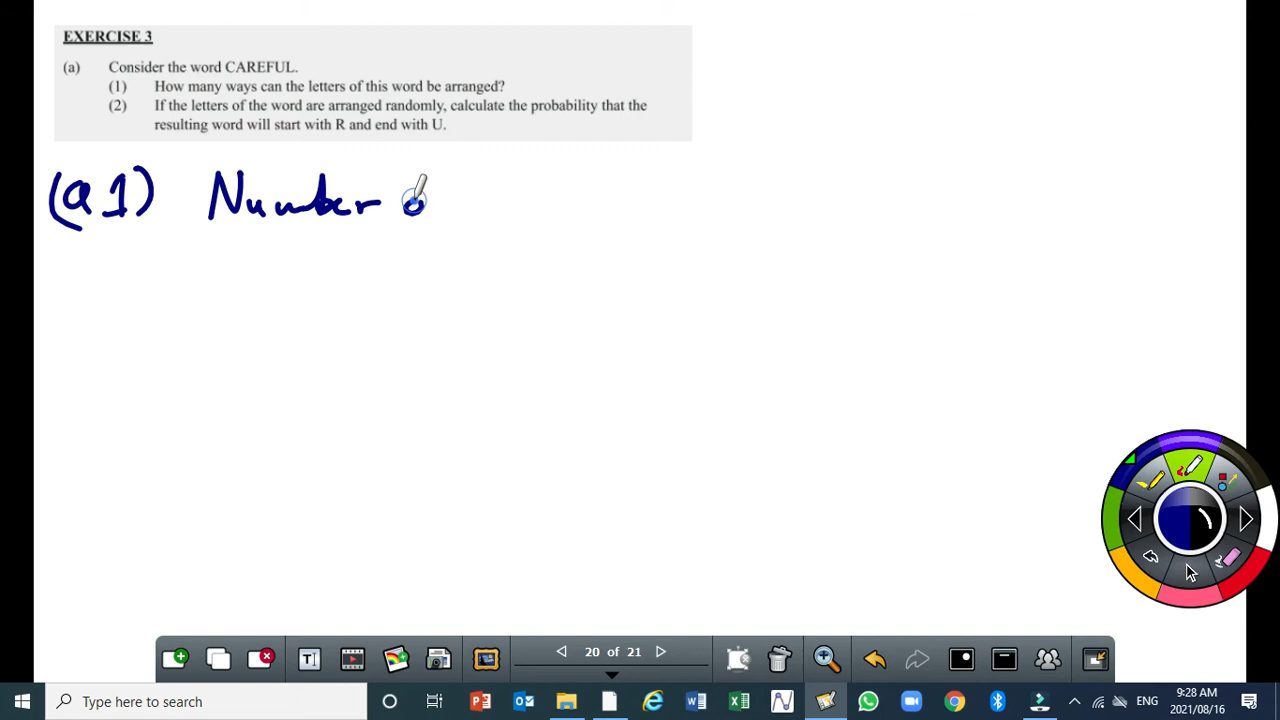 EXERCISE 3
(a) Consider the word CAREFUL.
(1) How many ways can the letters of this word be arranged?
(2) If the letters of the word are arranged randomly, calculate the probability that the
resulting word will start with R and end with U.
(a 1) Number o
20 of 21
Type here to search
ENG
9:28 AM
2021/08/16